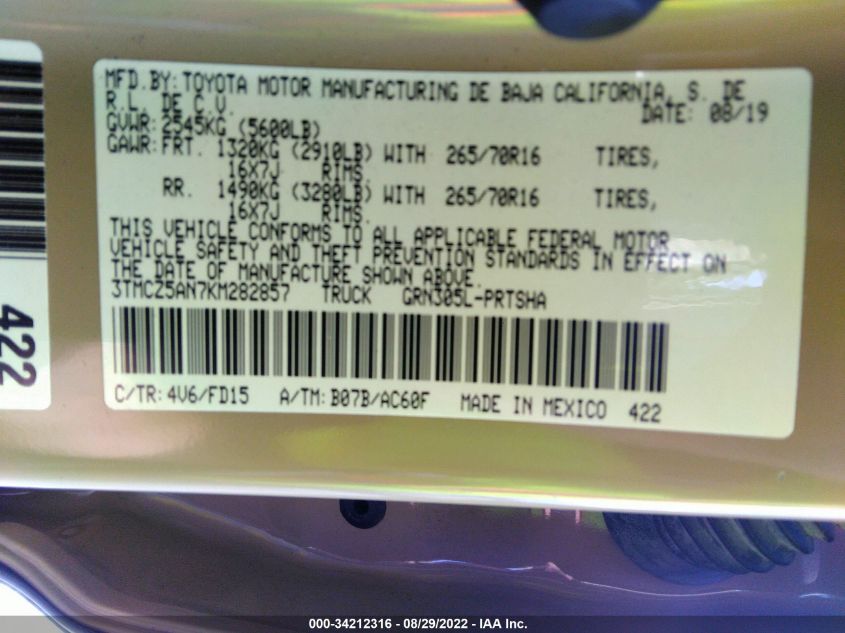 MFD.BY:TOYOTA MOTOR MANUFACTURING DE BAJA CALIFORNIA, S. DE
R.L. DE C.V. DATE: 08/19
GVWR:2545KG (5600LB)
GAWR:FRT. 1320KG (2910LB) WITH 265/70R16 TIRES,
16X7J RIMS.
RR. 1490KG (3280LB) WITH 265/70R16 TIRES,
16X7J RIMS.
THIS VEHICLE CONFORMS TO ALL APPLICABLE FEDERAL MOTOR
VEHICLE SAFETY AND THEFT PREVENTION STANDARDS IN EFFECT ON
THE DATE OF MANUFACTURE SHOWN ABOVE.
3TMCZ5AN7KM282857 TRUCK GRN305L-PRTSHA
C/TR:4V6/FD15 A/TM:B07B/AC60F MADE IN MEXICO 422
422
000-34212316 - 08/29/2022 - IAA Inc.